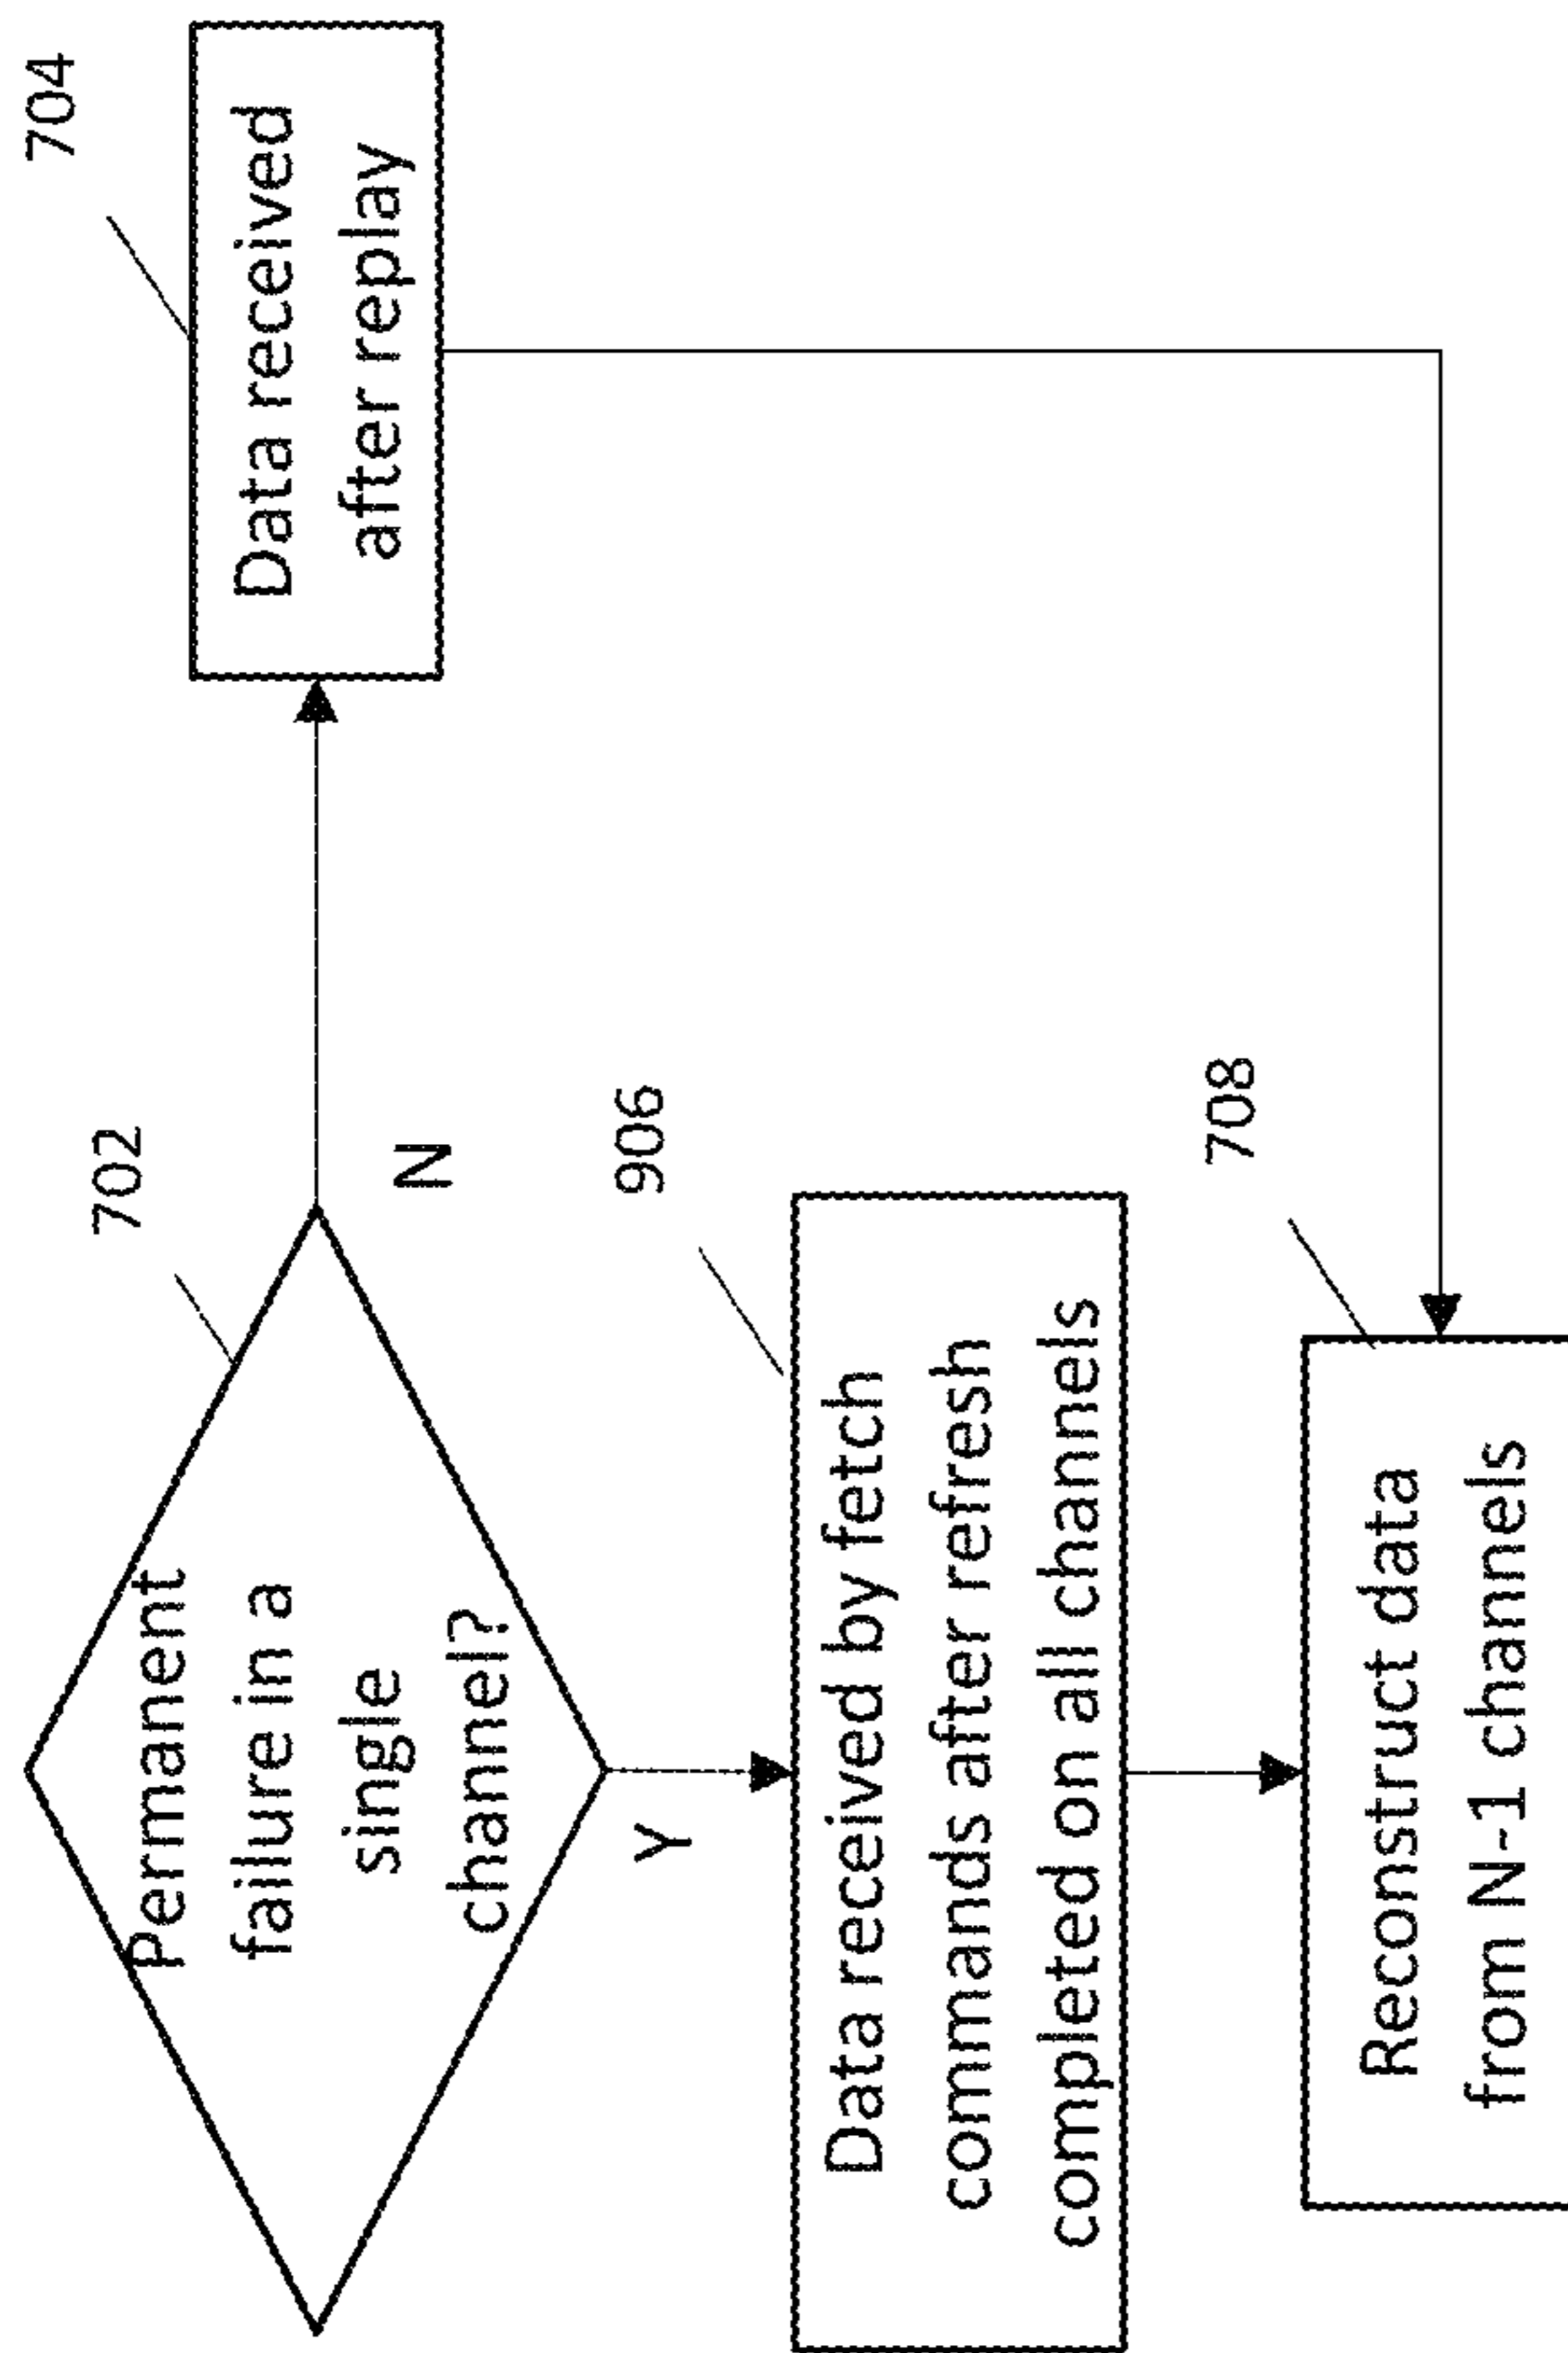 702
Permanent
failure in a
single
channel?
N
Y
704
Data received
after replay
906
Data received by fetch
commands after refresh
completed on all channels
708
Reconstruct data
from N-1 channels